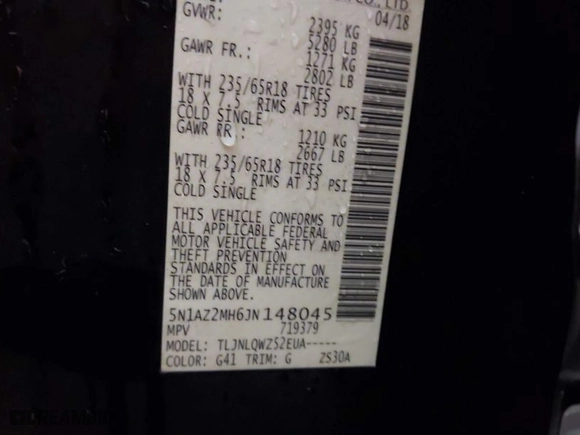 CO., LTD.
04/18
GVWR: 2395 KG
5280 LB
GAWR FR.: 1271 KG
2802 LB
WITH 235/65R18 TIRES
18 X 7.5 RIMS AT 33 PSI
COLD SINGLE
GAWR RR : 1210 KG
2667 LB
WITH 235/65R18 TIRES
18 X 7.5 RIMS AT 33 PSI
COLD SINGLE
THIS VEHICLE CONFORMS TO
ALL APPLICABLE FEDERAL
MOTOR VEHICLE SAFETY AND
THEFT PREVENTION
STANDARDS IN EFFECT ON
THE DATE OF MANUFACTURE
SHOWN ABOVE.
5N1AZ2MH6JN148045
MPV 719379
MODEL: TLJNLQWZ52EUA-----
COLOR: G41 TRIM: G ZS30A